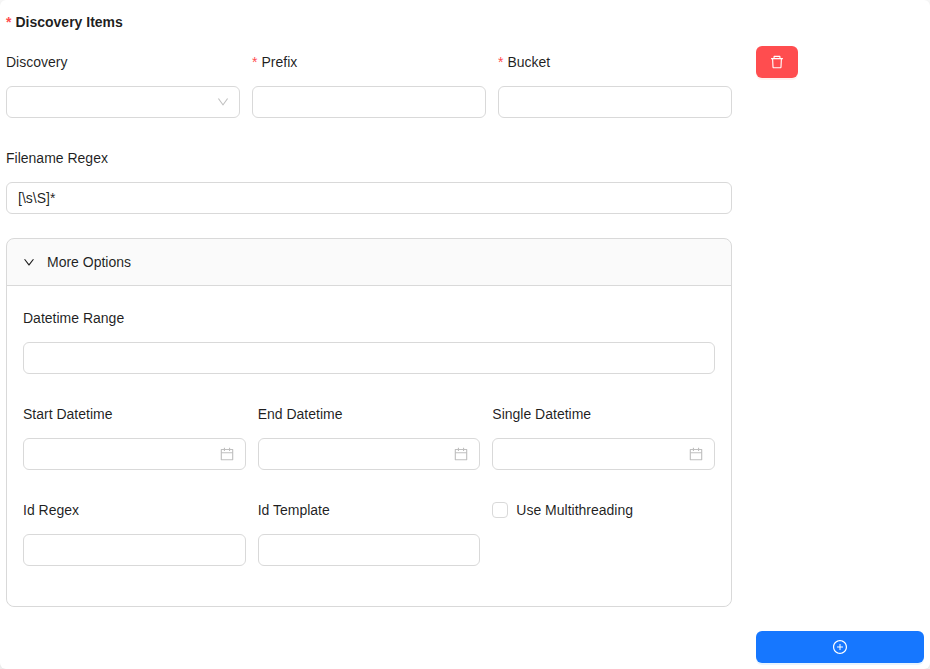 * Discovery Items
Discovery
* Prefix
* Bucket
Filename Regex
[\s\S]*
More Options
Datetime Range
Start Datetime
End Datetime
Single Datetime
Id Regex
Id Template
Use Multithreading